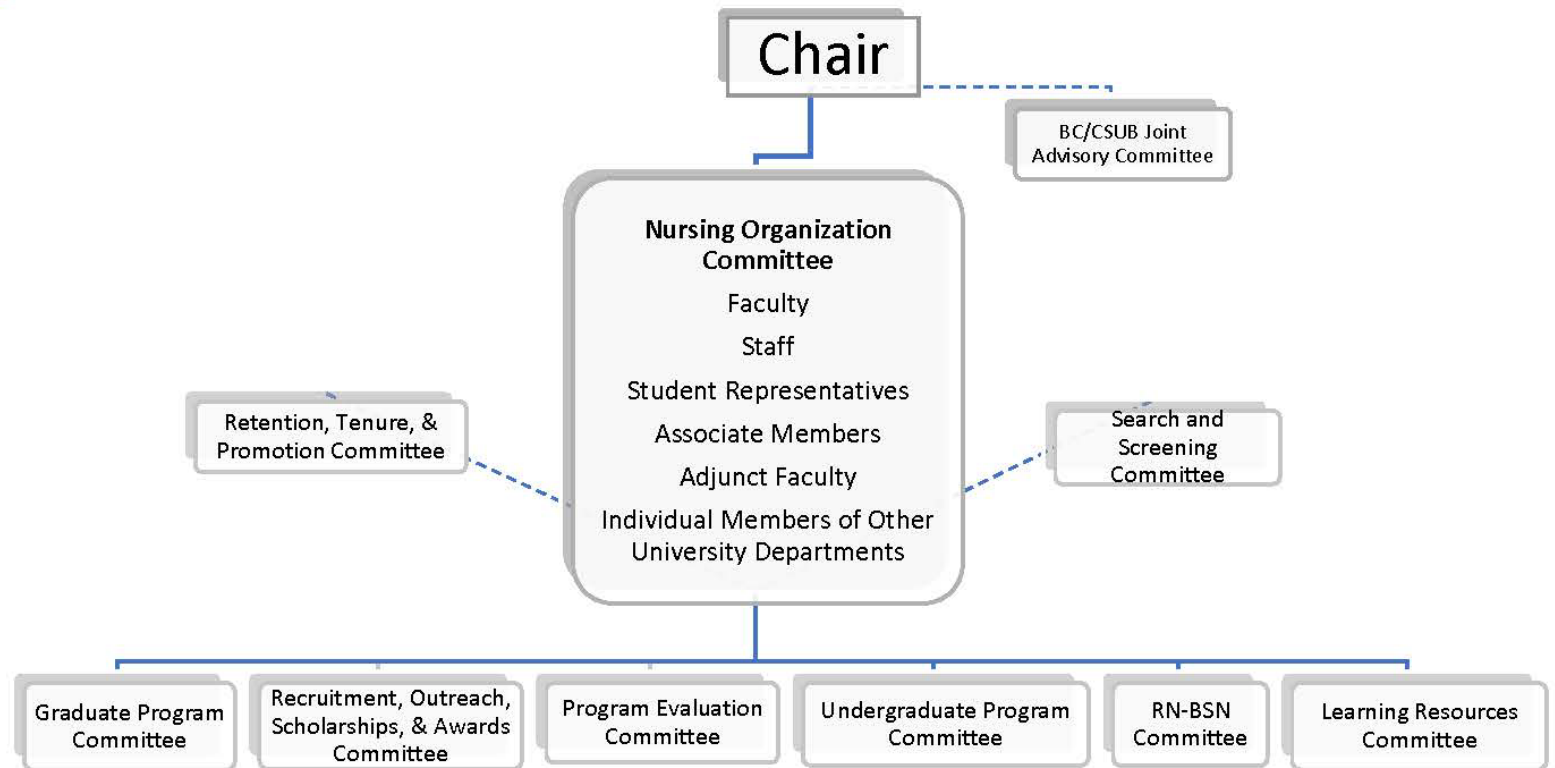 Chair
BC/CSUB Joint
Advisory Committee
Nursing Organization
Committee
Faculty
Staff
Student Representatives
Associate Members
Adjunct Faculty
Individual Members of Other
University Departments
Retention, Tenure, &
Promotion Committee
Search and
Screening
Committee
Graduate Program
Committee
Recruitment, Outreach,
Scholarships, & Awards
Committee
Program Evaluation
Committee
Undergraduate Program
Committee
RN-BSN
Committee
Learning Resources
Committee